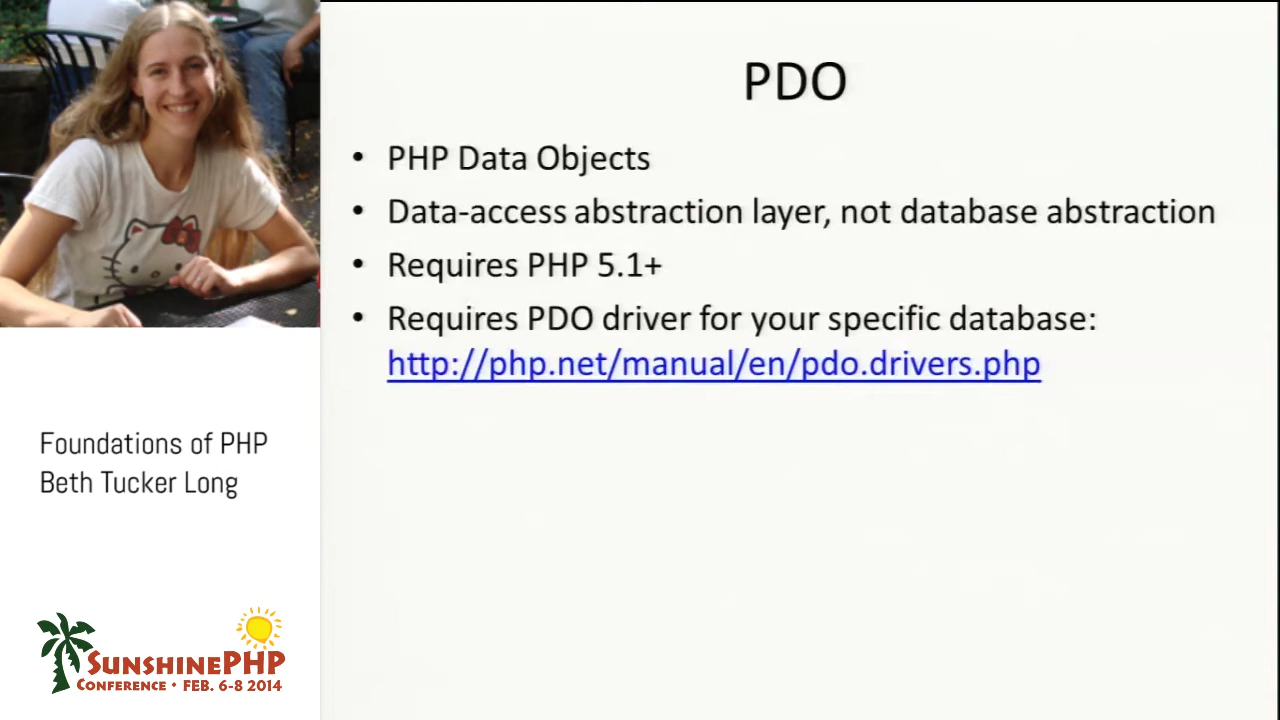 PDO
• PHP Data Objects
• Data-access abstraction layer, not database abstraction
• Requires PHP 5.1+
• Requires PDO driver for your specific database:
http://php.net/manual/en/pdo.drivers.php
Foundations of PHP
Beth Tucker Long
SUNSHINEPHP
CONFERENCE • FEB. 6-8 2014